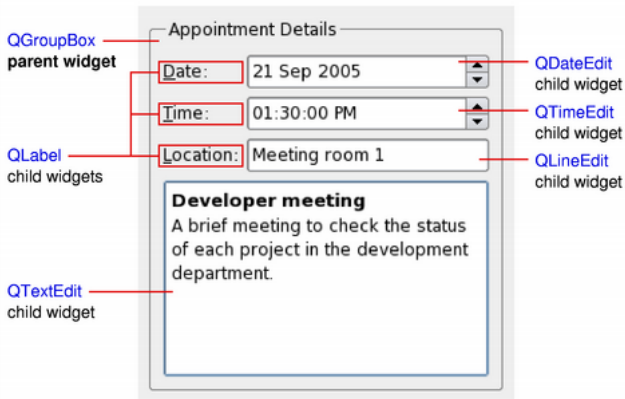 Appointment Details
QGroupBox
parent widget
Date:
21 Sep 2005
QDateEdit
child widget
Time:
01:30:00 PM
QTimeEdit
child widget
QLabel
child widgets
Location:
Meeting room 1
QLineEdit
child widget
Developer meeting
A brief meeting to check the status
of each project in the development
department.
QTextEdit
child widget